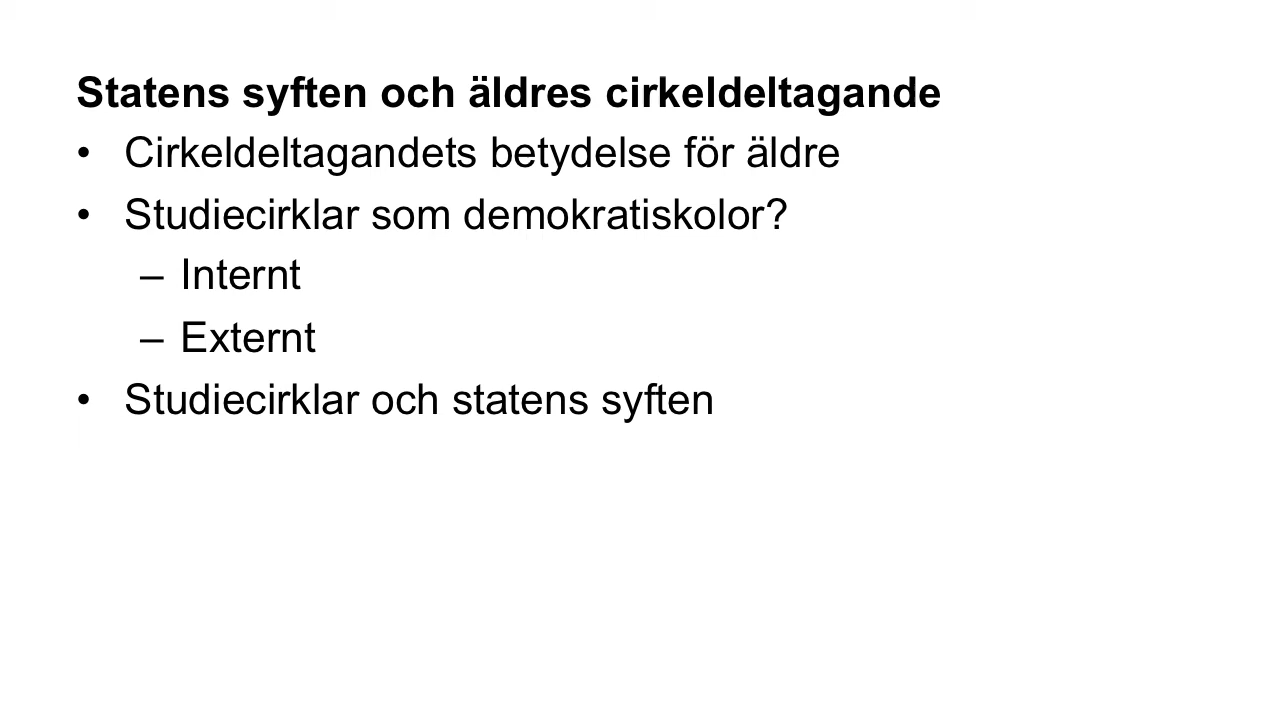 Statens syften och äldres cirkeldeltagande
• Cirkeldeltagandets betydelse för äldre
• Studiecirklar som demokratiskolor?
– Internt
– Externt
• Studiecirklar och statens syften